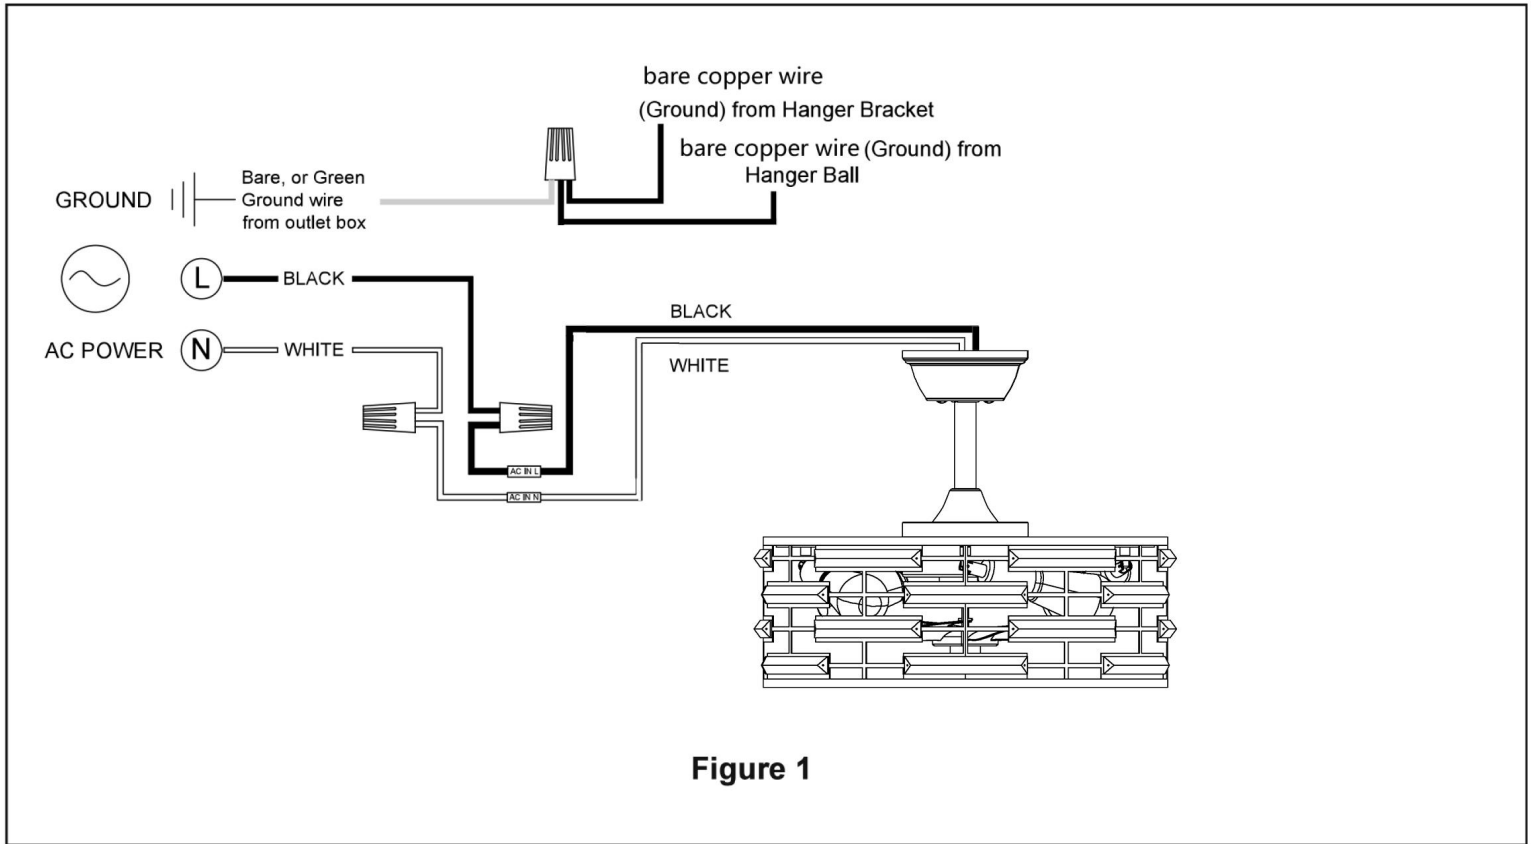 bare copper wire
(Ground) from Hanger Bracket
bare copper wire (Ground) from
Hanger Ball
GROUND
Bare, or Green
Ground wire
from outlet box
L
BLACK
AC POWER
N
WHITE
BLACK
WHITE
AC IN L
AC IN N
Figure 1